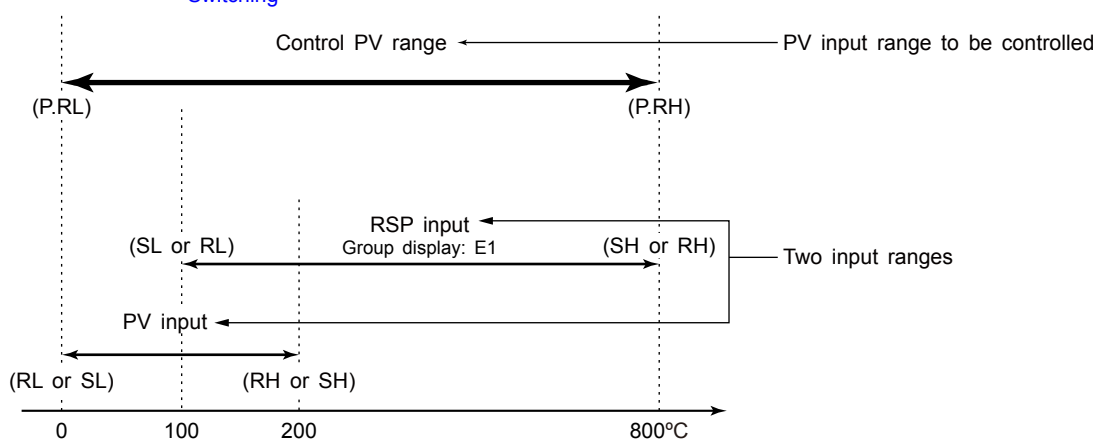 Switching
Control PV range
PV input range to be controlled
(P.RL)
(P.RH)
RSP input
(SL or RL)
Group display: E1
(SH or RH)
Two input ranges
PV input
(RL or SL)
(RH or SH)
0
100
200
800°C